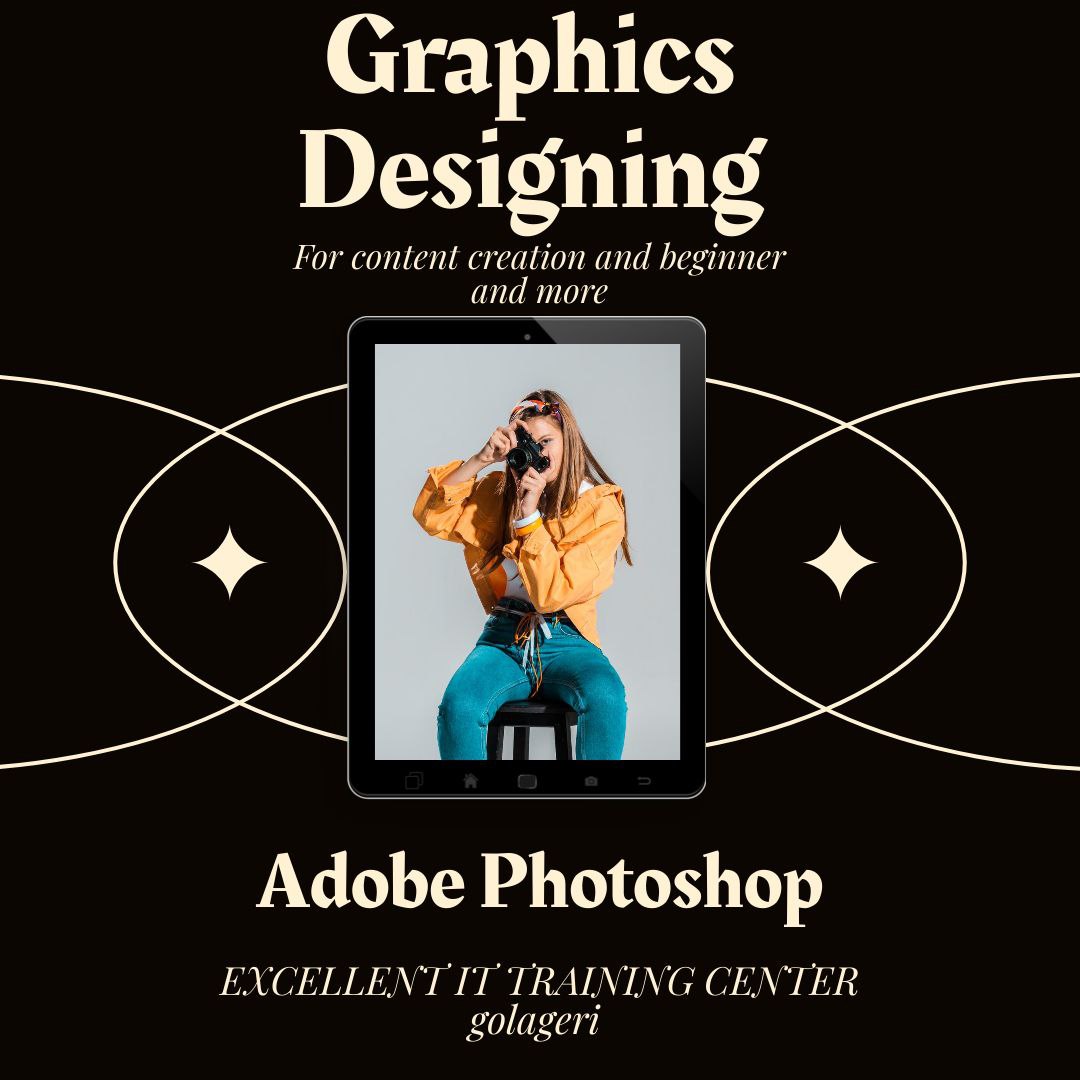 Graphics
Designing
For content creation and beginner
and more
Adobe Photoshop
EXCELLENT IT TRAINING CENTER
golageri